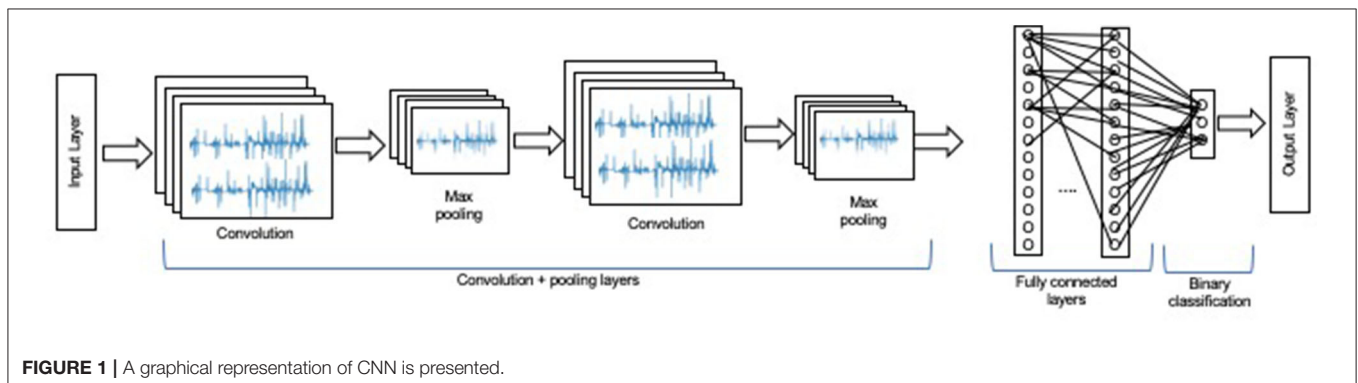 Input Layer
Convolution
Max
pooling
Convolution
Max
pooling
Convolution + pooling layers
....
Fully connected
layers
Binary
classification
Output Layer
FIGURE 1 | A graphical representation of CNN is presented.